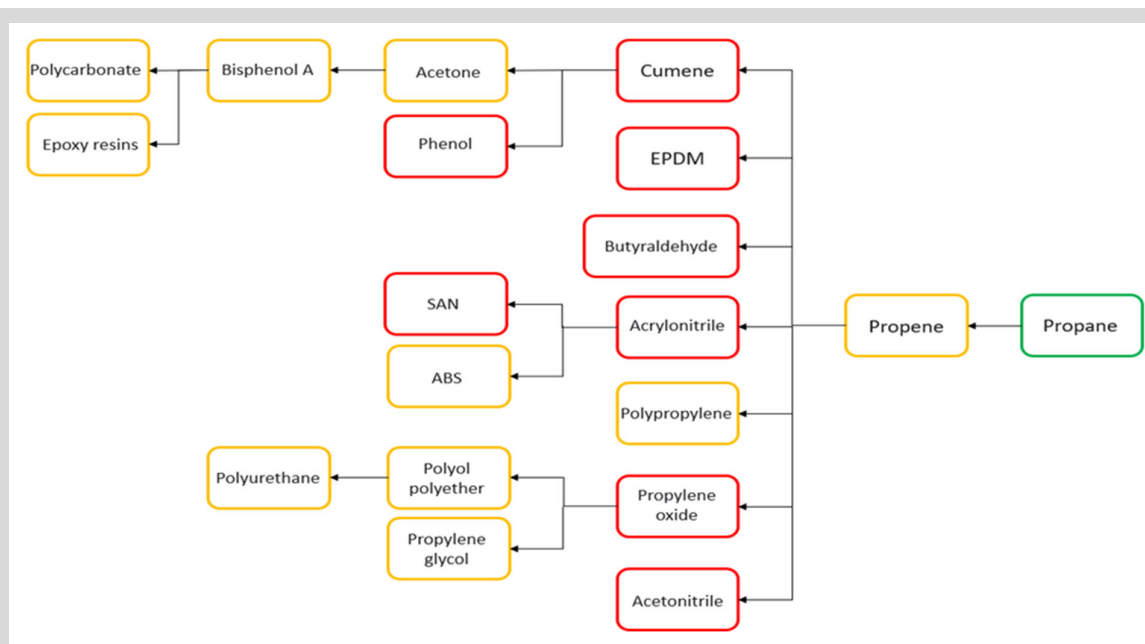 Polycarbonate
Bisphenol A
Acetone
Cumene
Epoxy resins
Phenol
EPDM
Butyraldehyde
SAN
Acrylonitrile
Propene
Propane
ABS
Polypropylene
Polyurethane
Polyol
polyether
Propylene
oxide
Propylene
glycol
Acetonitrile